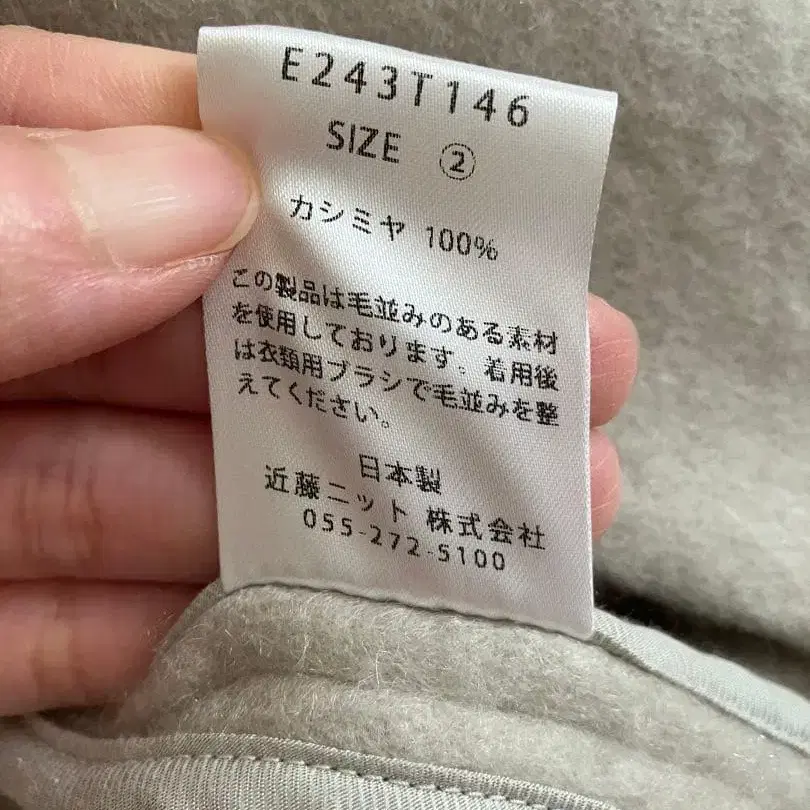 E243T146
SIZE ②
カシミヤ 100%
この製品は毛並みのある素材
を使用しております。着用後
は衣類用ブラシで毛並みを整
えてください。
日本製
近藤ニット 株式会社
055-272-5100